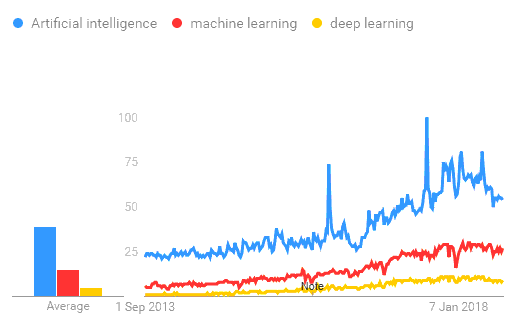 Artificial intelligence machine learning deep learning
100
75
50
25
Note
Average 1 Sep 2013 7 Jan 2018